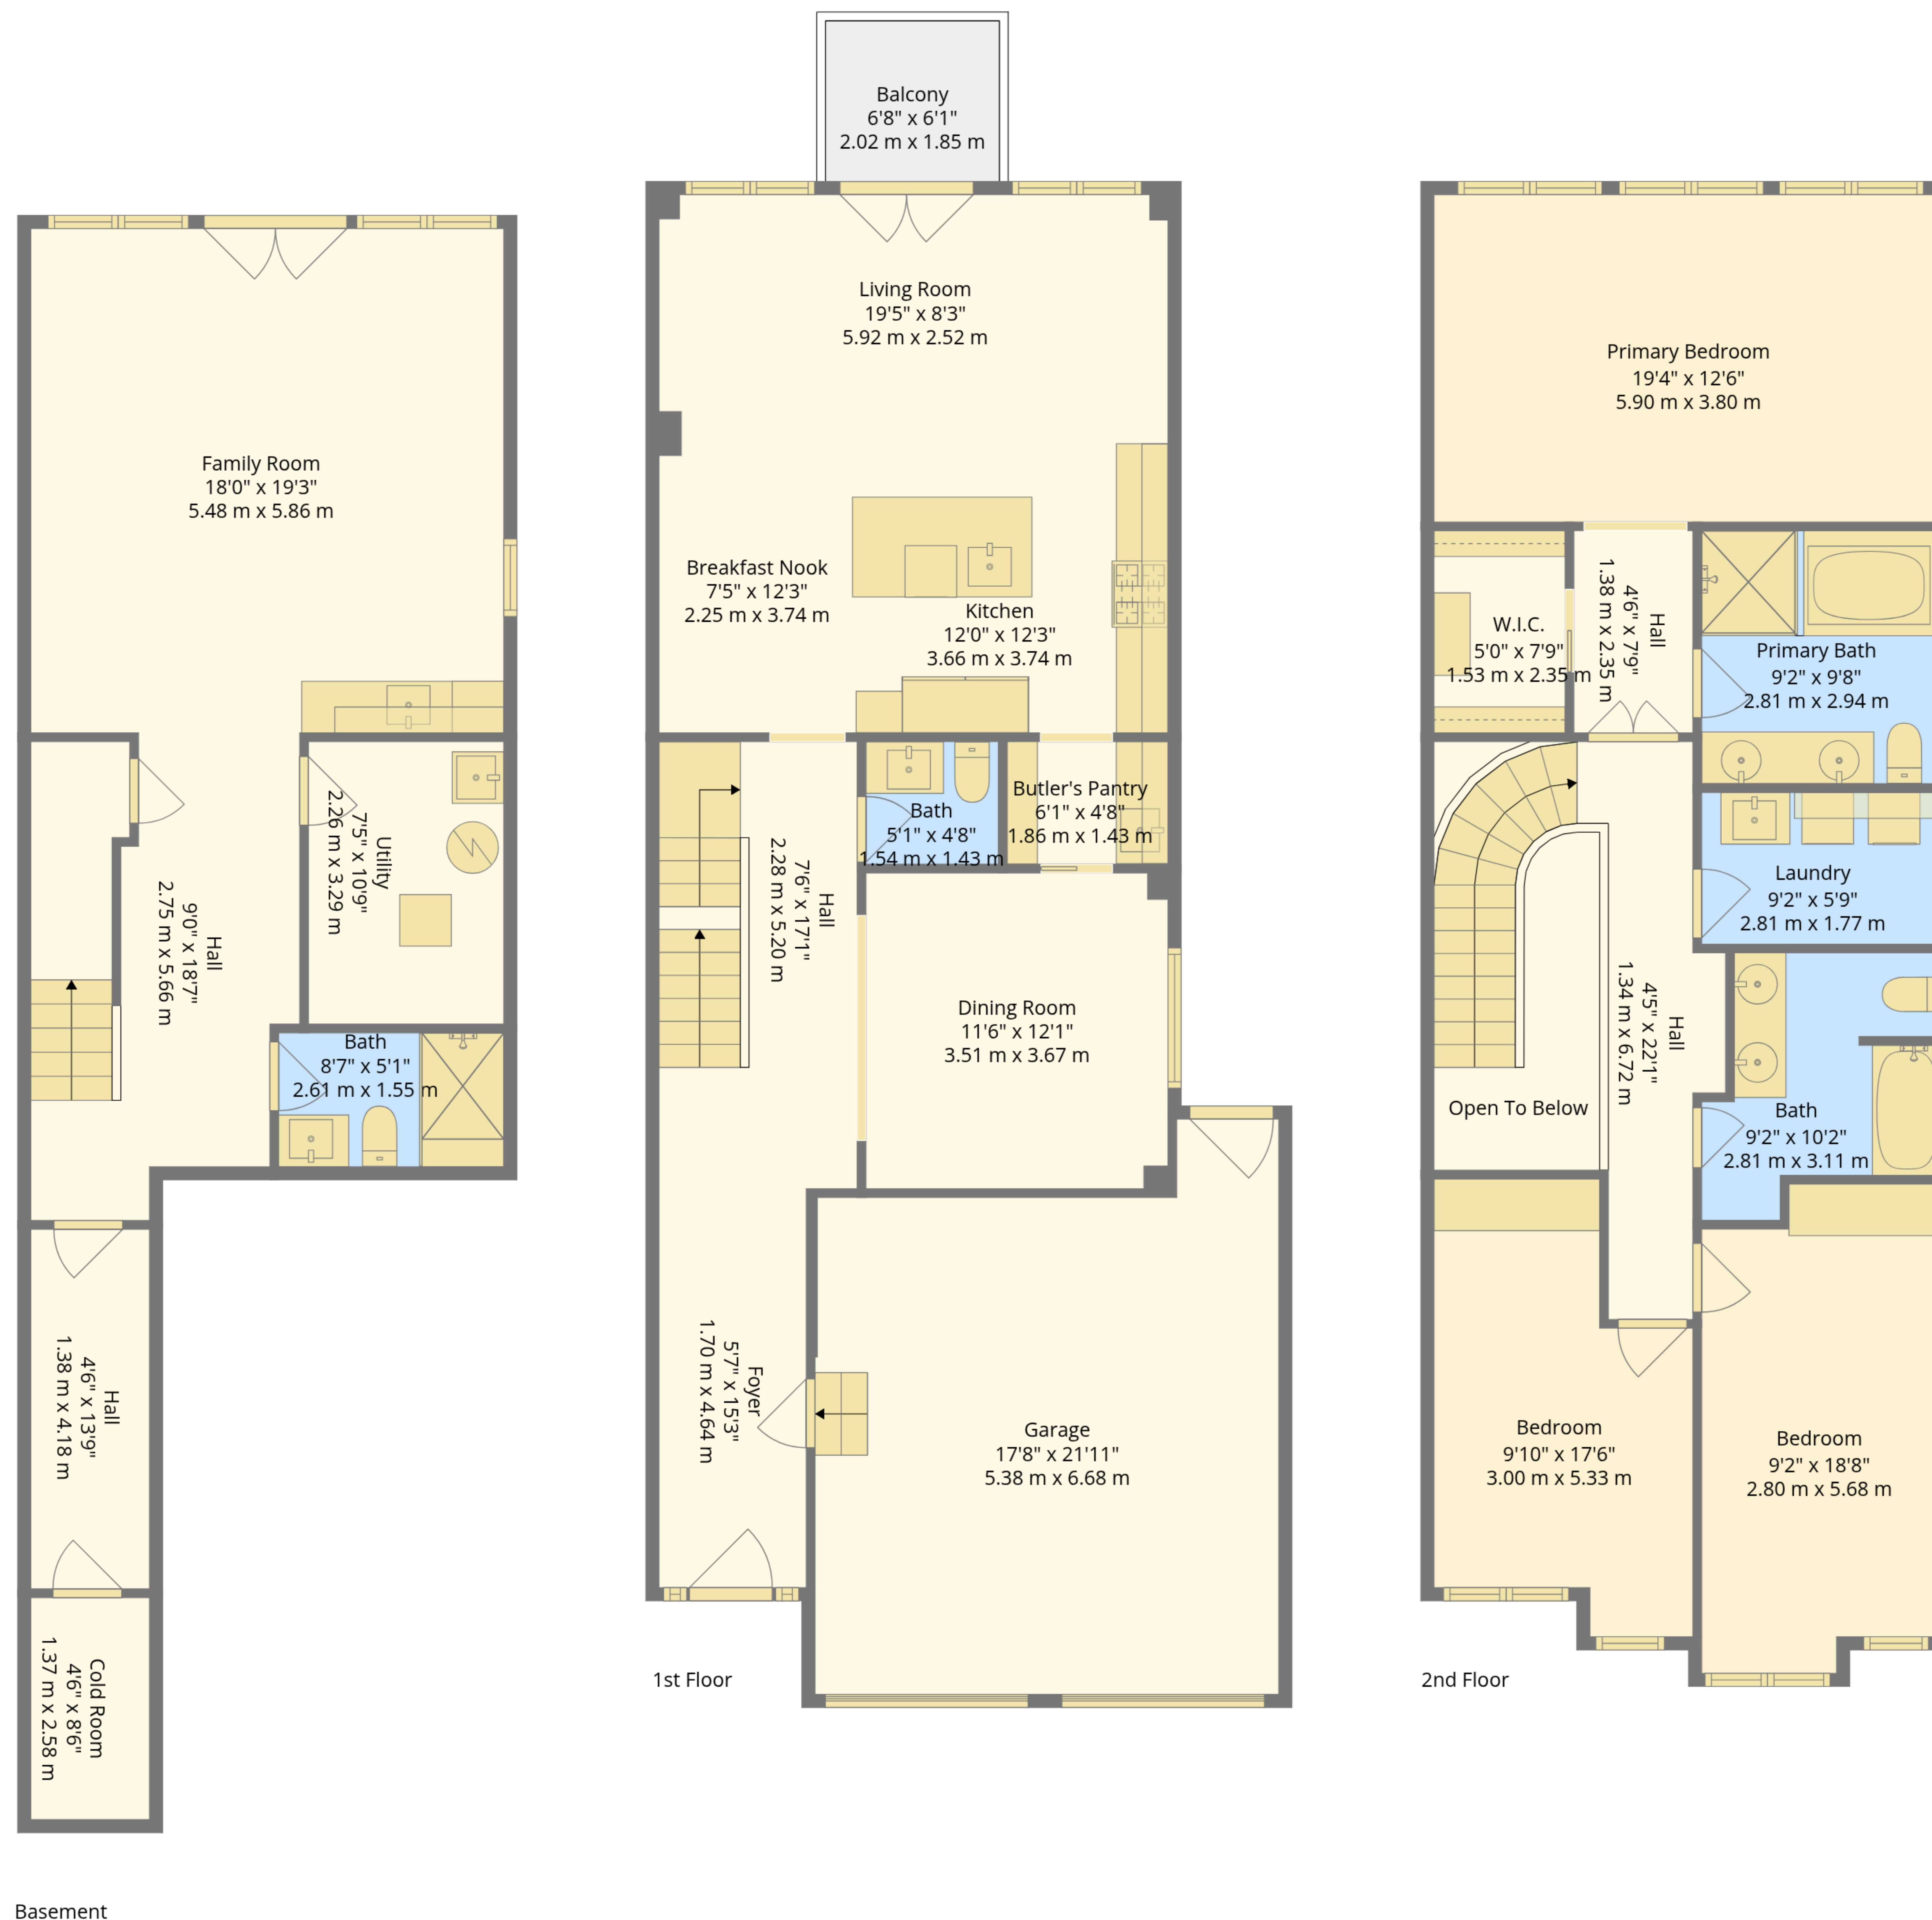 Family Room
18'0" x 19'3"
5.48 m x 5.86 m
Utility
7'5" x 10'9"
2.26 m x 3.29 m
Hall
9'0" x 18'7"
2.75 m x 5.66 m
Bath
8'7" x 5'1"
2.61 m x 1.55 m
Hall
4'6" x 13'9"
1.38 m x 4.18 m
Cold Room
4'6" x 8'6"
1.37 m x 2.58 m
Basement
Balcony
6'8" x 6'1"
2.02 m x 1.85 m
Living Room
19'5" x 8'3"
5.92 m x 2.52 m
Breakfast Nook
7'5" x 12'3"
2.25 m x 3.74 m
Kitchen
12'0" x 12'3"
3.66 m x 3.74 m
Bath
5'1" x 4'8"
1.54 m x 1.43 m
Butler's Pantry
6'1" x 4'8"
1.86 m x 1.43 m
Hall
7'6" x 17'1"
2.28 m x 5.20 m
Dining Room
11'6" x 12'1"
3.51 m x 3.67 m
Foyer
5'7" x 15'3"
1.70 m x 4.64 m
Garage
17'8" x 21'11"
5.38 m x 6.68 m
1st Floor
Primary Bedroom
19'4" x 12'6"
5.90 m x 3.80 m
W.I.C.
5'0" x 7'9"
1.53 m x 2.35 m
Hall
4'6" x 7'9"
1.38 m x 2.35 m
Primary Bath
9'2" x 9'8"
2.81 m x 2.94 m
Laundry
9'2" x 5'9"
2.81 m x 1.77 m
Hall
4'5" x 22'1"
1.34 m x 6.72 m
Open To Below
Bath
9'2" x 10'2"
2.81 m x 3.11 m
Bedroom
9'10" x 17'6"
3.00 m x 5.33 m
Bedroom
9'2" x 18'8"
2.80 m x 5.68 m
2nd Floor